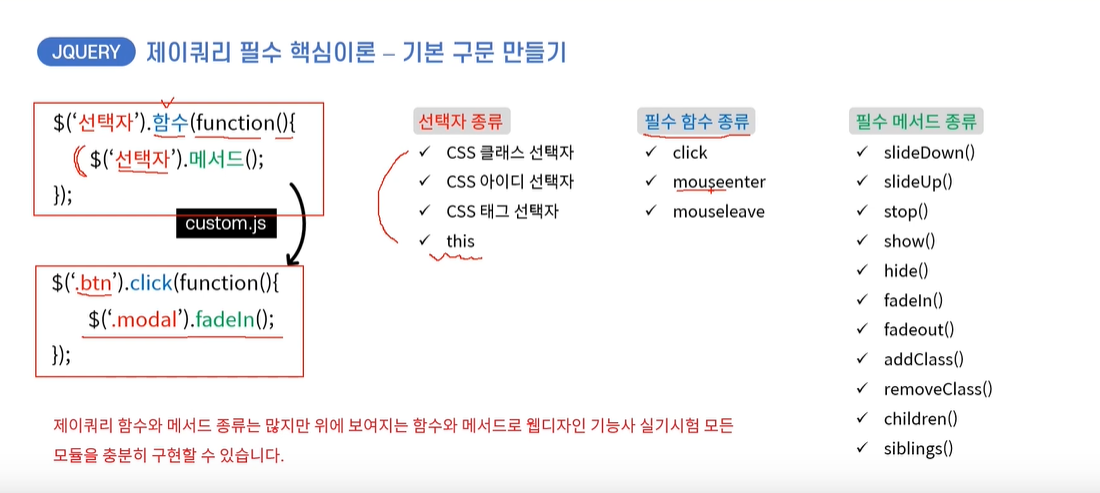 JQUERY 제이쿼리 필수 핵심이론 – 기본 구문 만들기
$(‘선택자’).함수(function(){
$(‘선택자’).메서드();
});
custom.js
$(‘.btn’).click(function(){
$(‘.modal’).fadeIn();
});
선택자 종류
✓ CSS 클래스 선택자
✓ CSS 아이디 선택자
✓ CSS 태그 선택자
✓ this
필수 함수 종류
✓ click
✓ mouseenter
✓ mouseleave
필수 메서드 종류
✓ slideDown()
✓ slideUp()
✓ stop()
✓ show()
✓ hide()
✓ fadeIn()
✓ fadeout()
✓ addClass()
✓ removeClass()
✓ children()
✓ siblings()
제이쿼리 함수와 메서드 종류는 많지만 위에 보여지는 함수와 메서드로 웹디자인 기능사 실기시험 모든
모듈을 충분히 구현할 수 있습니다.